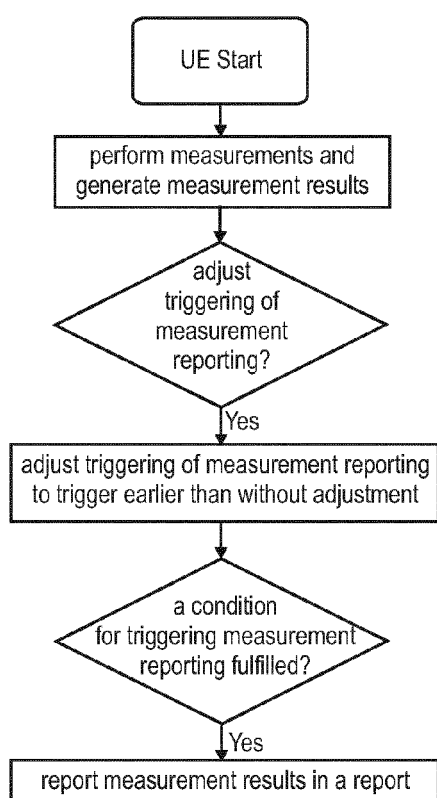 UE Start
perform measurements and
generate measurement results
adjust
triggering of
measurement
reporting?
Yes
adjust triggering of measurement reporting
to trigger earlier than without adjustment
a condition
for triggering measurement
reporting fulfilled?
Yes
report measurement results in a report